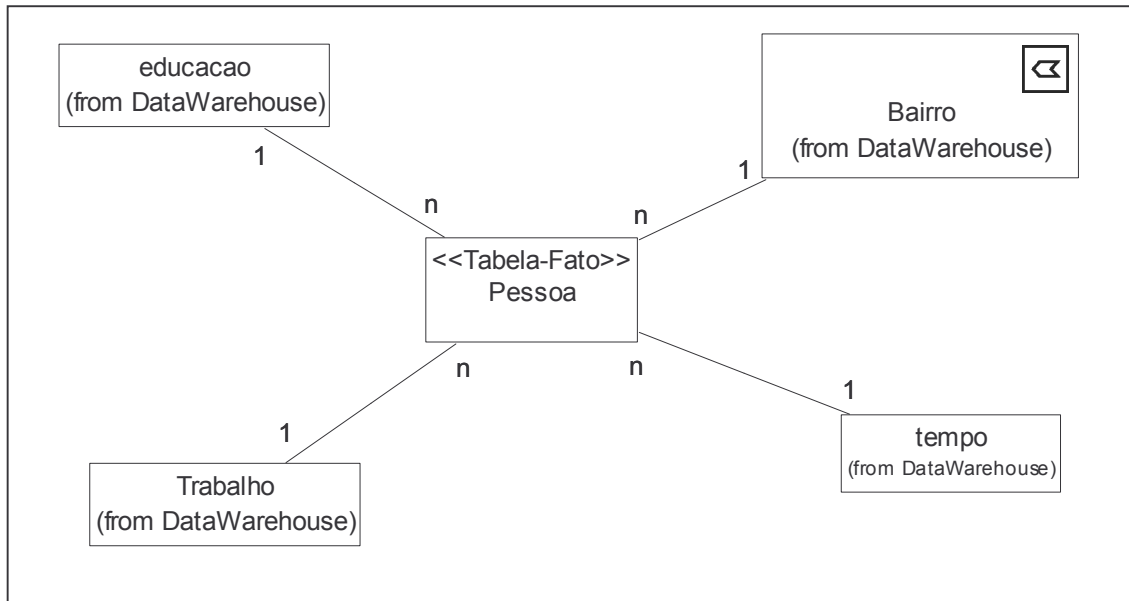 educacao
(from DataWarehouse)
1
n
Bairro
(from DataWarehouse)
1
n
<<Tabela-Fato>>
Pessoa
n
1
Trabalho
(from DataWarehouse)
n
1
tempo
(from DataWarehouse)